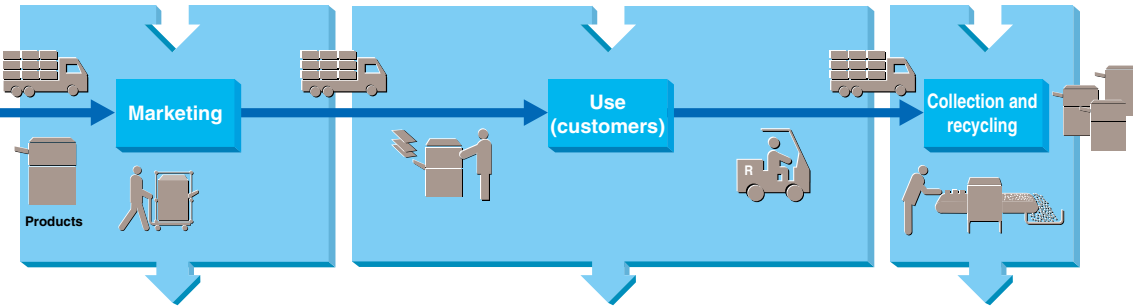 Marketing
Use
(customers)
Collection and
recycling
R
Products